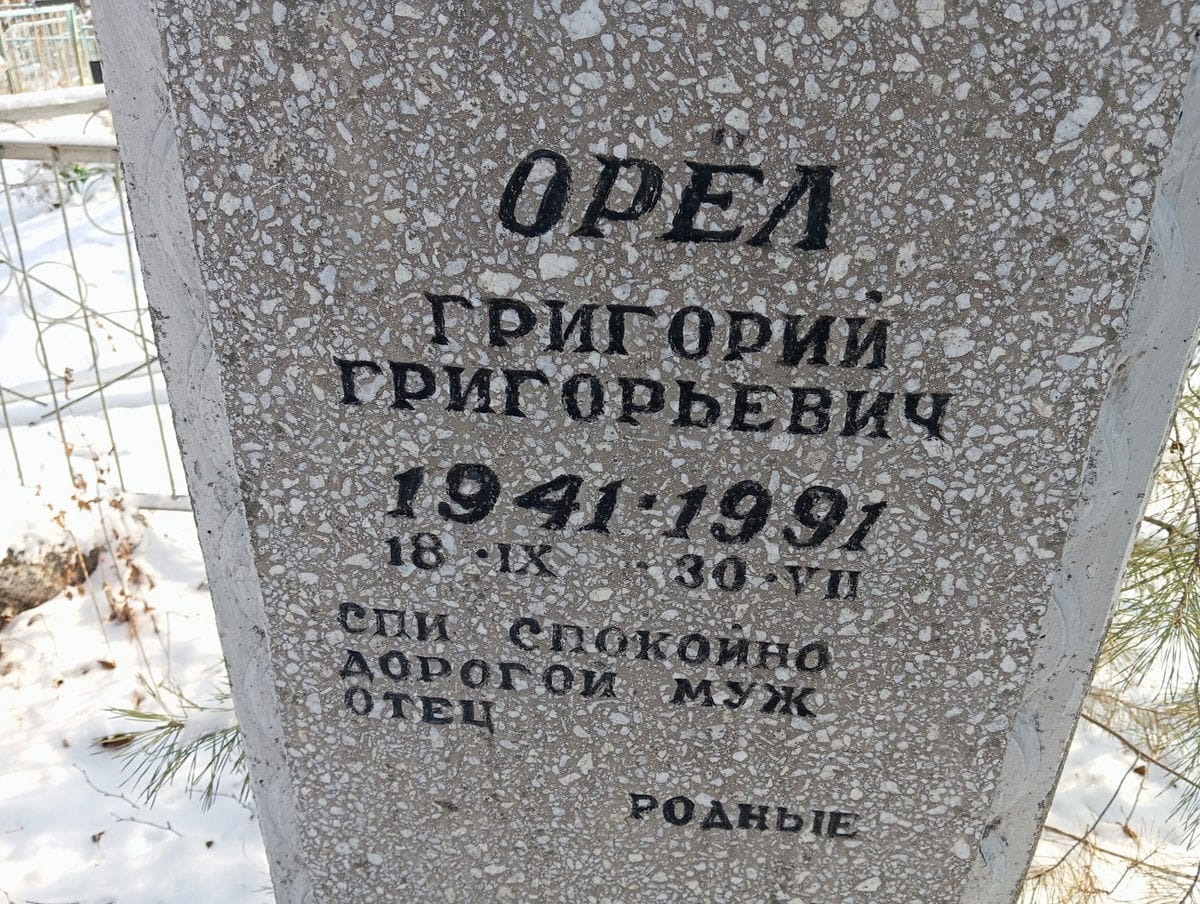 ОРЁЛ
ГРИГОРИЙ
ГРИГОРЬЕВИЧ
1941·1991
18·IX · 30·VII
СПИ СПОКОЙНО
ДОРОГОЙ МУЖ
ОТЕЦ
РОДНЫЕ